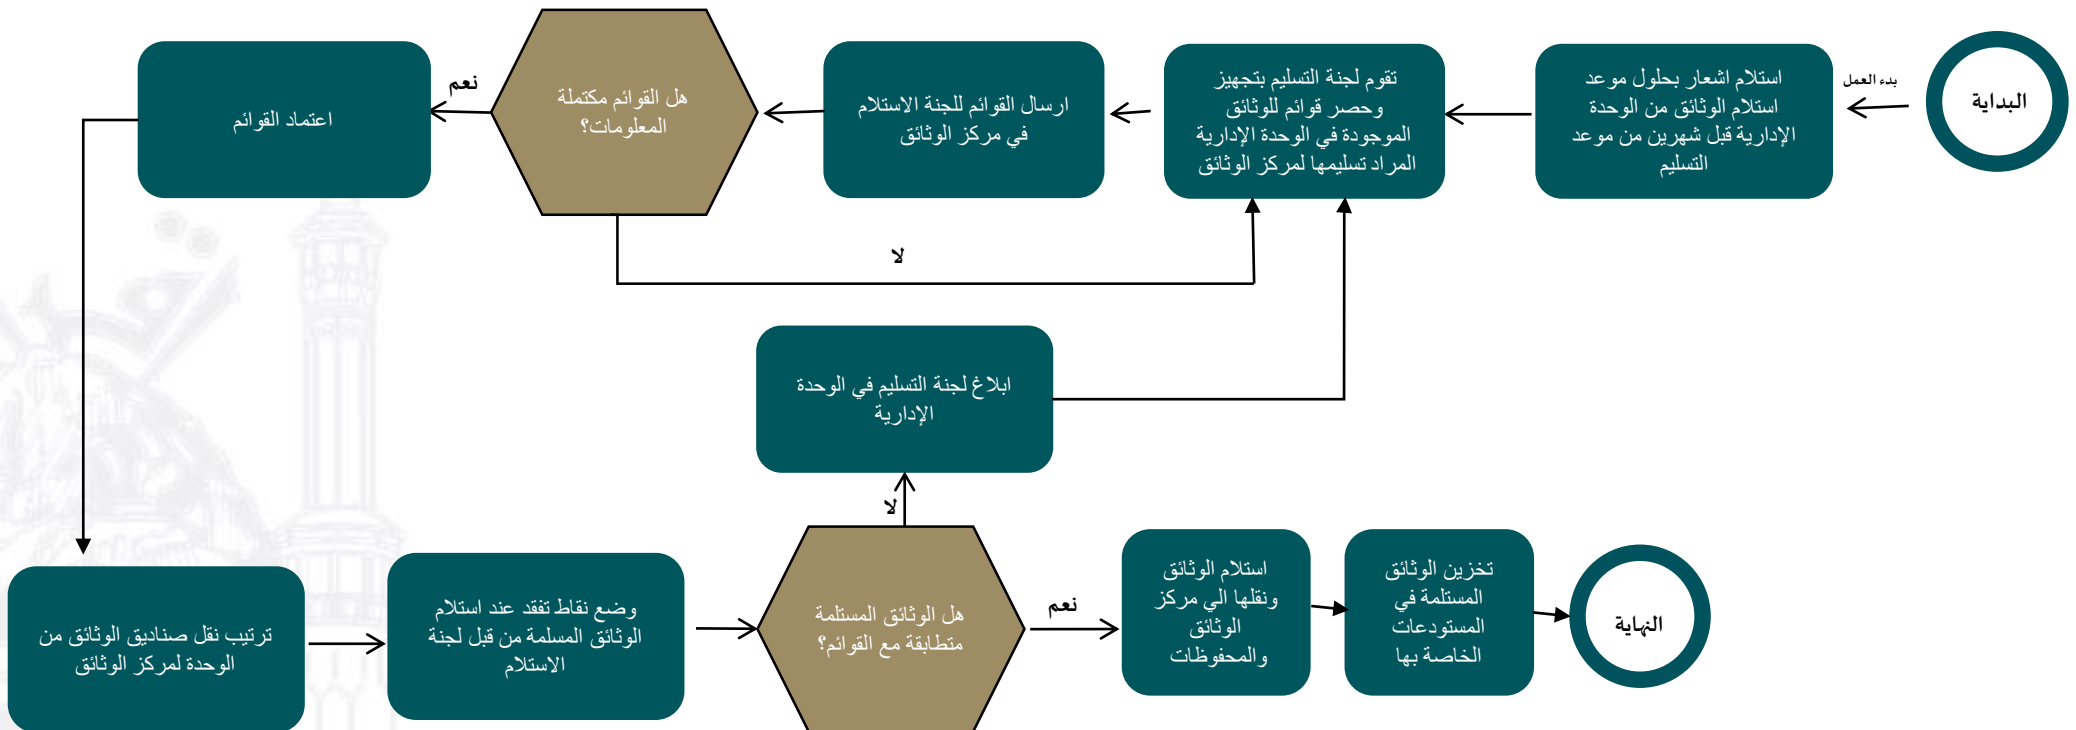 البداية
بدء العمل
استلام اشعار بحلول موعد
استلام الوثائق من الوحدة
الإدارية قبل شهرين من موعد
التسليم
تقوم لجنة التسليم بتجهيز
وحصر قوائم للوثائق
الموجودة في الوحدة الإدارية
المراد تسليمها لمركز الوثائق
ارسال القوائم للجنة الاستلام
في مركز الوثائق
هل القوائم مكتملة
المعلومات؟
نعم
اعتماد القوائم
لا
ابلاغ لجنة التسليم في الوحدة
الإدارية
لا
ترتيب نقل صناديق الوثائق من
الوحدة لمركز الوثائق
وضع نقاط تفقد عند استلام
الوثائق المسلمة من قبل لجنة
الاستلام
هل الوثائق المستلمة
متطابقة مع القوائم؟
نعم
استلام الوثائق
ونقلها الي مركز
الوثائق
والمحفوظات
تخزين الوثائق
المستلمة في
المستودعات
الخاصة بها
النهاية